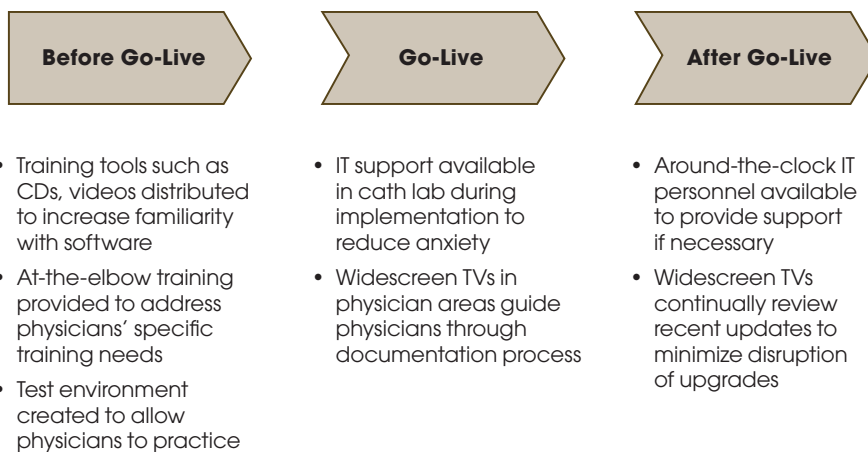 Before Go-Live
Go-Live
After Go-Live
• Training tools such as
CDs, videos distributed
to increase familiarity
with software
• At-the-elbow training
provided to address
physicians’ specific
training needs
• Test environment
created to allow
physicians to practice
• IT support available
in cath lab during
implementation to
reduce anxiety
• Widescreen TVs in
physician areas guide
physicians through
documentation process
• Around-the-clock IT
personnel available
to provide support
if necessary
• Widescreen TVs
continually review
recent updates to
minimize disruption
of upgrades